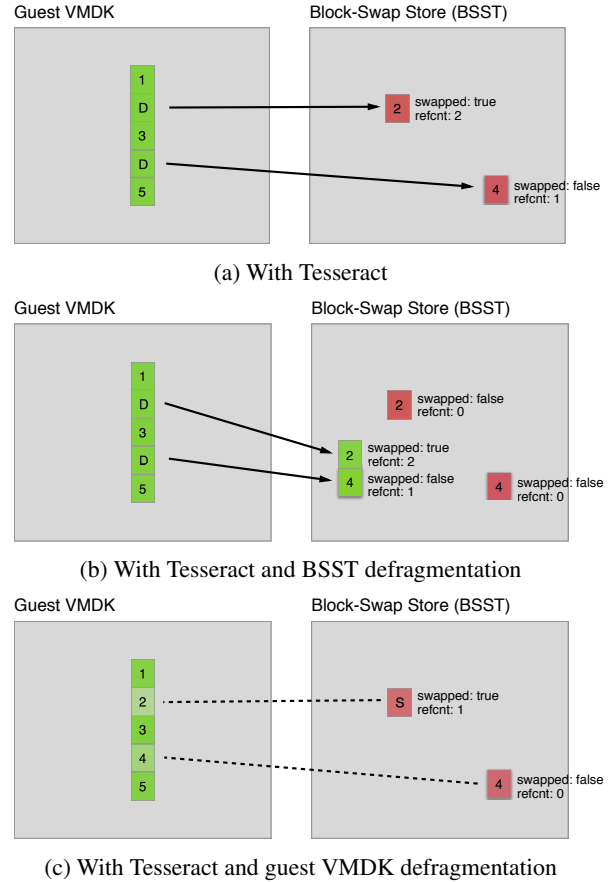 Guest VMDK
Block-Swap Store (BSST)
1
D
3
D
5
2
swapped: true
refcnt: 2
4
swapped: false
refcnt: 1
(a) With Tesseract
Guest VMDK
Block-Swap Store (BSST)
1
D
3
D
5
2
swapped: false
refcnt: 0
2
swapped: true
refcnt: 2
4
swapped: false
refcnt: 1
4
swapped: false
refcnt: 0
(b) With Tesseract and BSST defragmentation
Guest VMDK
Block-Swap Store (BSST)
1
2
3
4
5
S
swapped: true
refcnt: 1
4
swapped: false
refcnt: 0
(c) With Tesseract and guest VMDK defragmentation